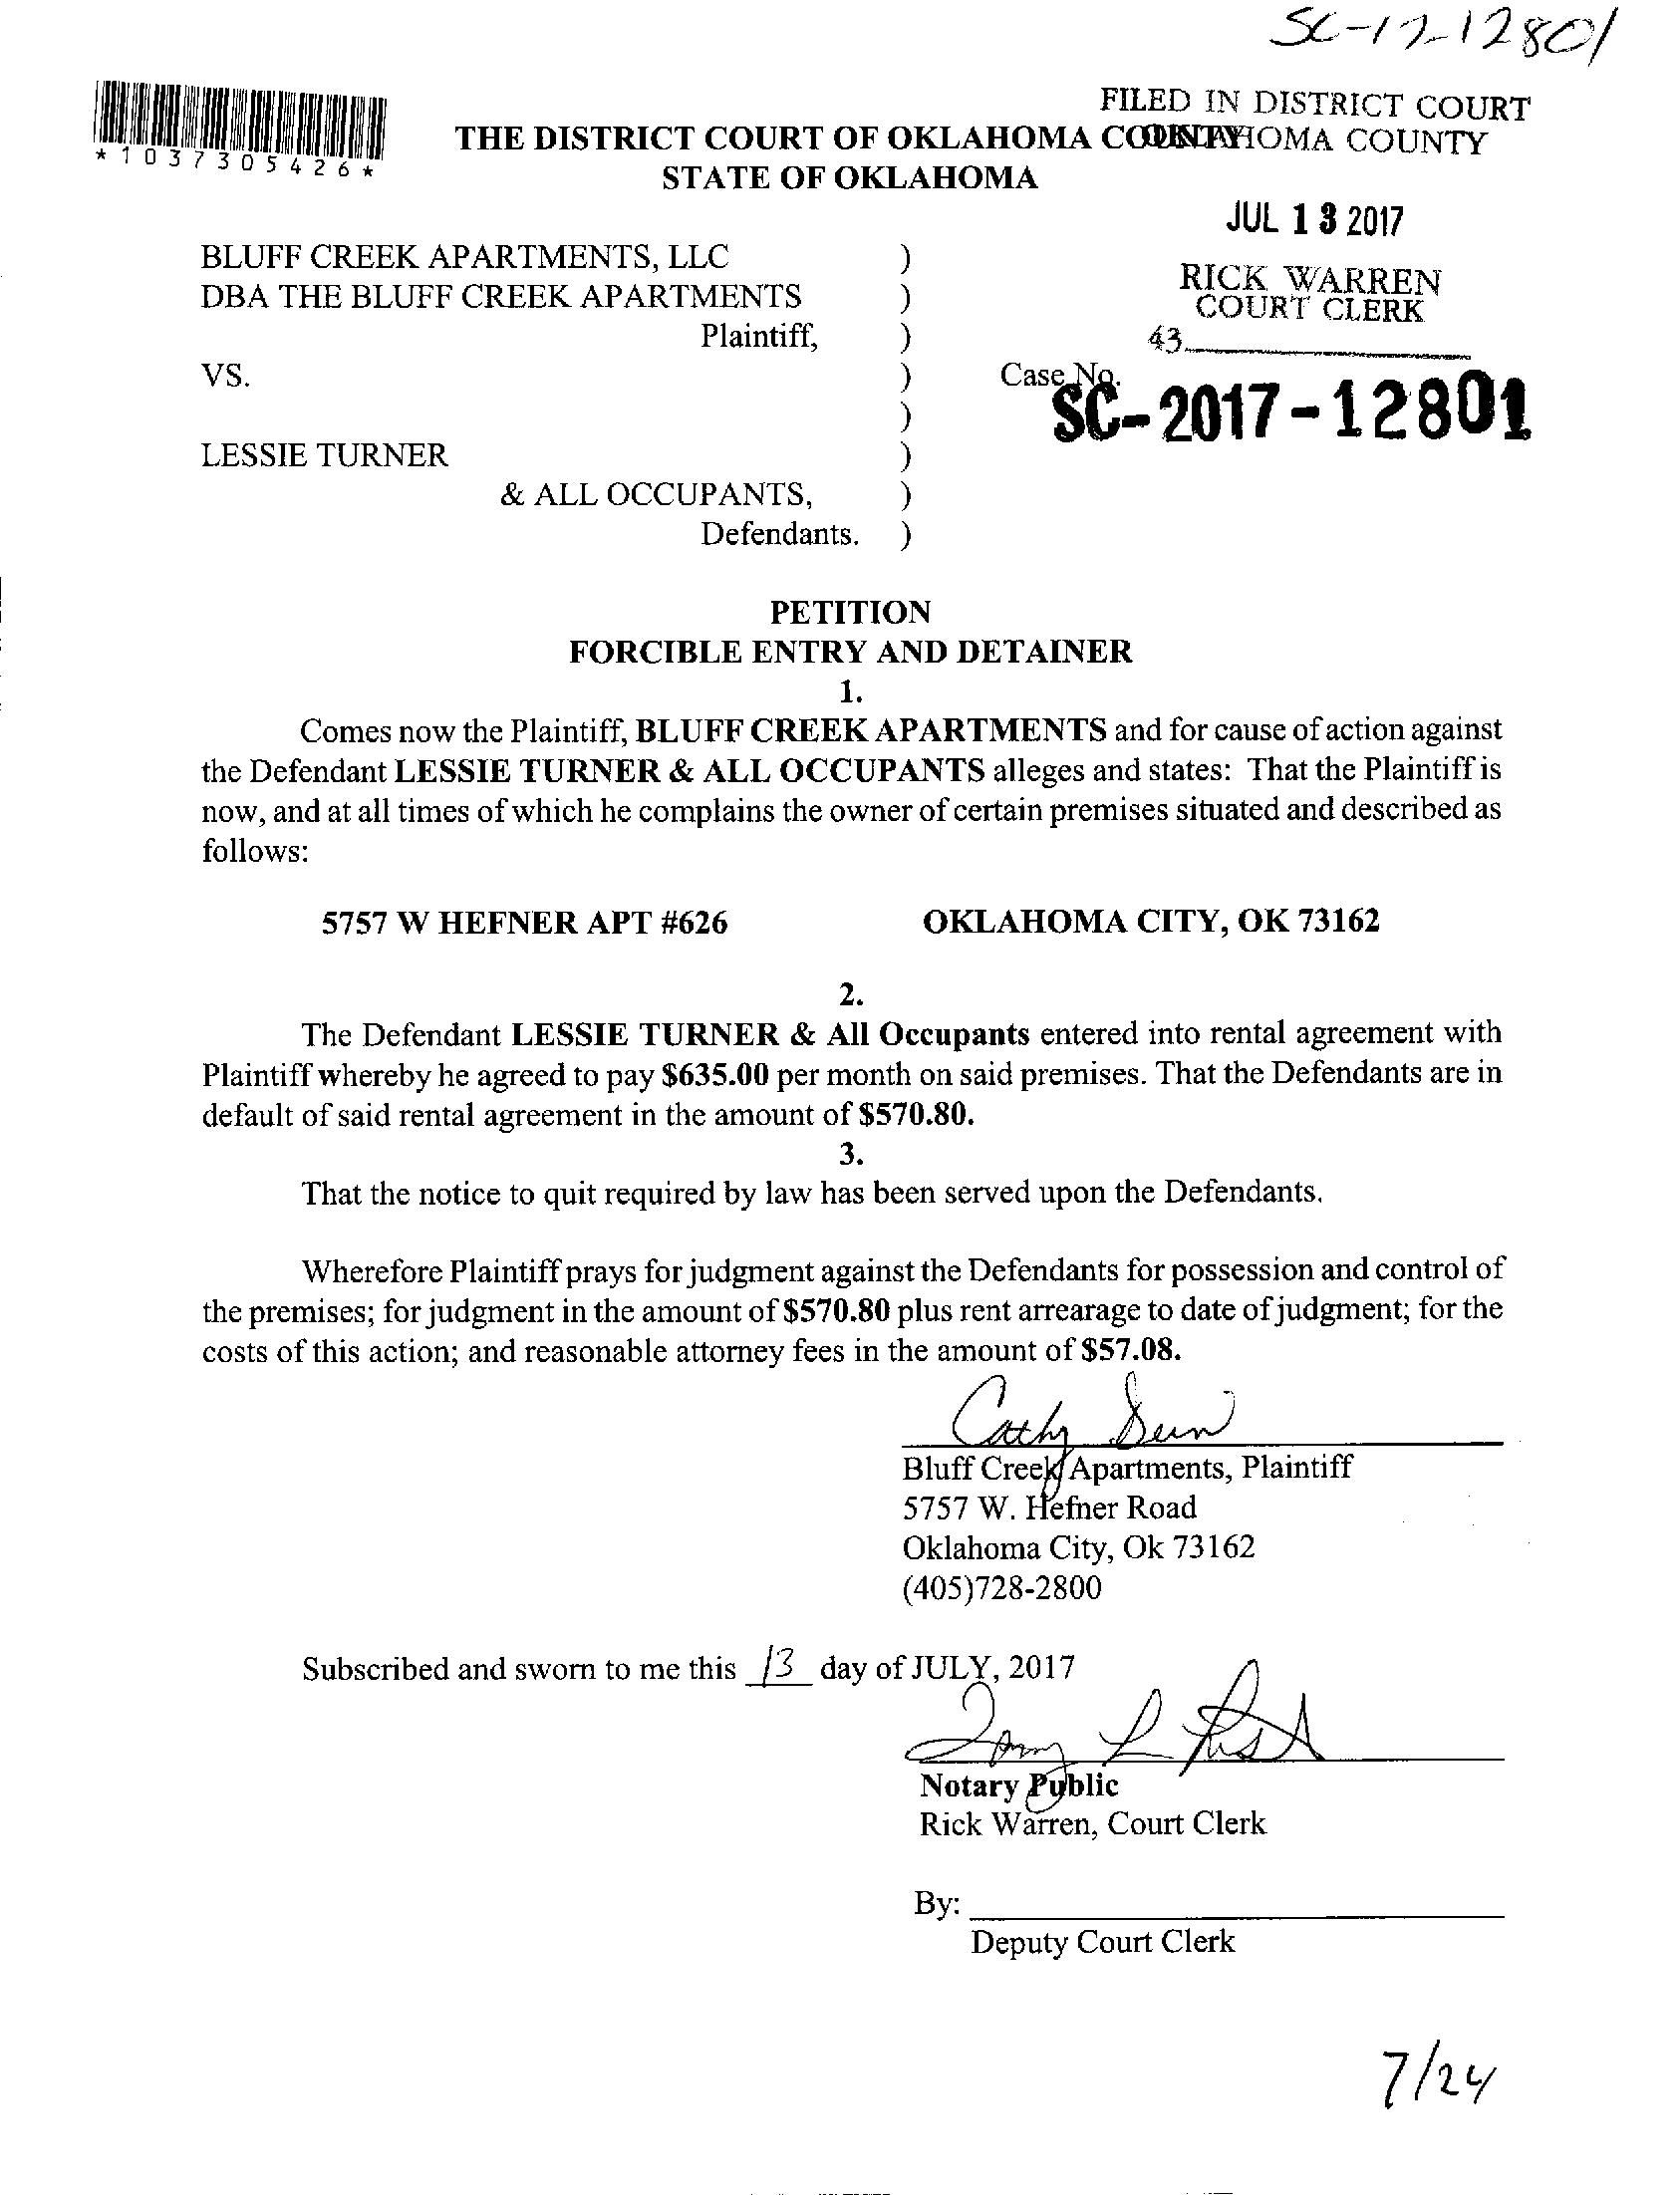 SC-17-12801
*1037305426*
FILED IN DISTRICT COURT
THE DISTRICT COURT OF OKLAHOMA COUNTY
OKLAHOMA COUNTY
STATE OF OKLAHOMA
JUL 13 2017
BLUFF CREEK APARTMENTS, LLC )
RICK WARREN
DBA THE BLUFF CREEK APARTMENTS )
COURT CLERK
Plaintiff, )
43
VS. )
Case No.
SC-2017-12801
)
LESSIE TURNER )
& ALL OCCUPANTS, )
Defendants. )
PETITION
FORCIBLE ENTRY AND DETAINER
1.
Comes now the Plaintiff, BLUFF CREEK APARTMENTS and for cause of action against
the Defendant LESSIE TURNER & ALL OCCUPANTS alleges and states: That the Plaintiff is
now, and at all times of which he complains the owner of certain premises situated and described as
follows:
5757 W HEFNER APT #626 OKLAHOMA CITY, OK 73162
2.
The Defendant LESSIE TURNER & All Occupants entered into rental agreement with
Plaintiff whereby he agreed to pay $635.00 per month on said premises. That the Defendants are in
default of said rental agreement in the amount of $570.80.
3.
That the notice to quit required by law has been served upon the Defendants.
Wherefore Plaintiff prays for judgment against the Defendants for possession and control of
the premises; for judgment in the amount of $570.80 plus rent arrearage to date of judgment; for the
costs of this action; and reasonable attorney fees in the amount of $57.08.
Cathy
Bluff Creek Apartments, Plaintiff
5757 W. Hefner Road
Oklahoma City, Ok 73162
(405)728-2800
Subscribed and sworn to me this 13 day of JULY, 2017
Notary Public
Rick Warren, Court Clerk
By:
Deputy Court Clerk
7/24